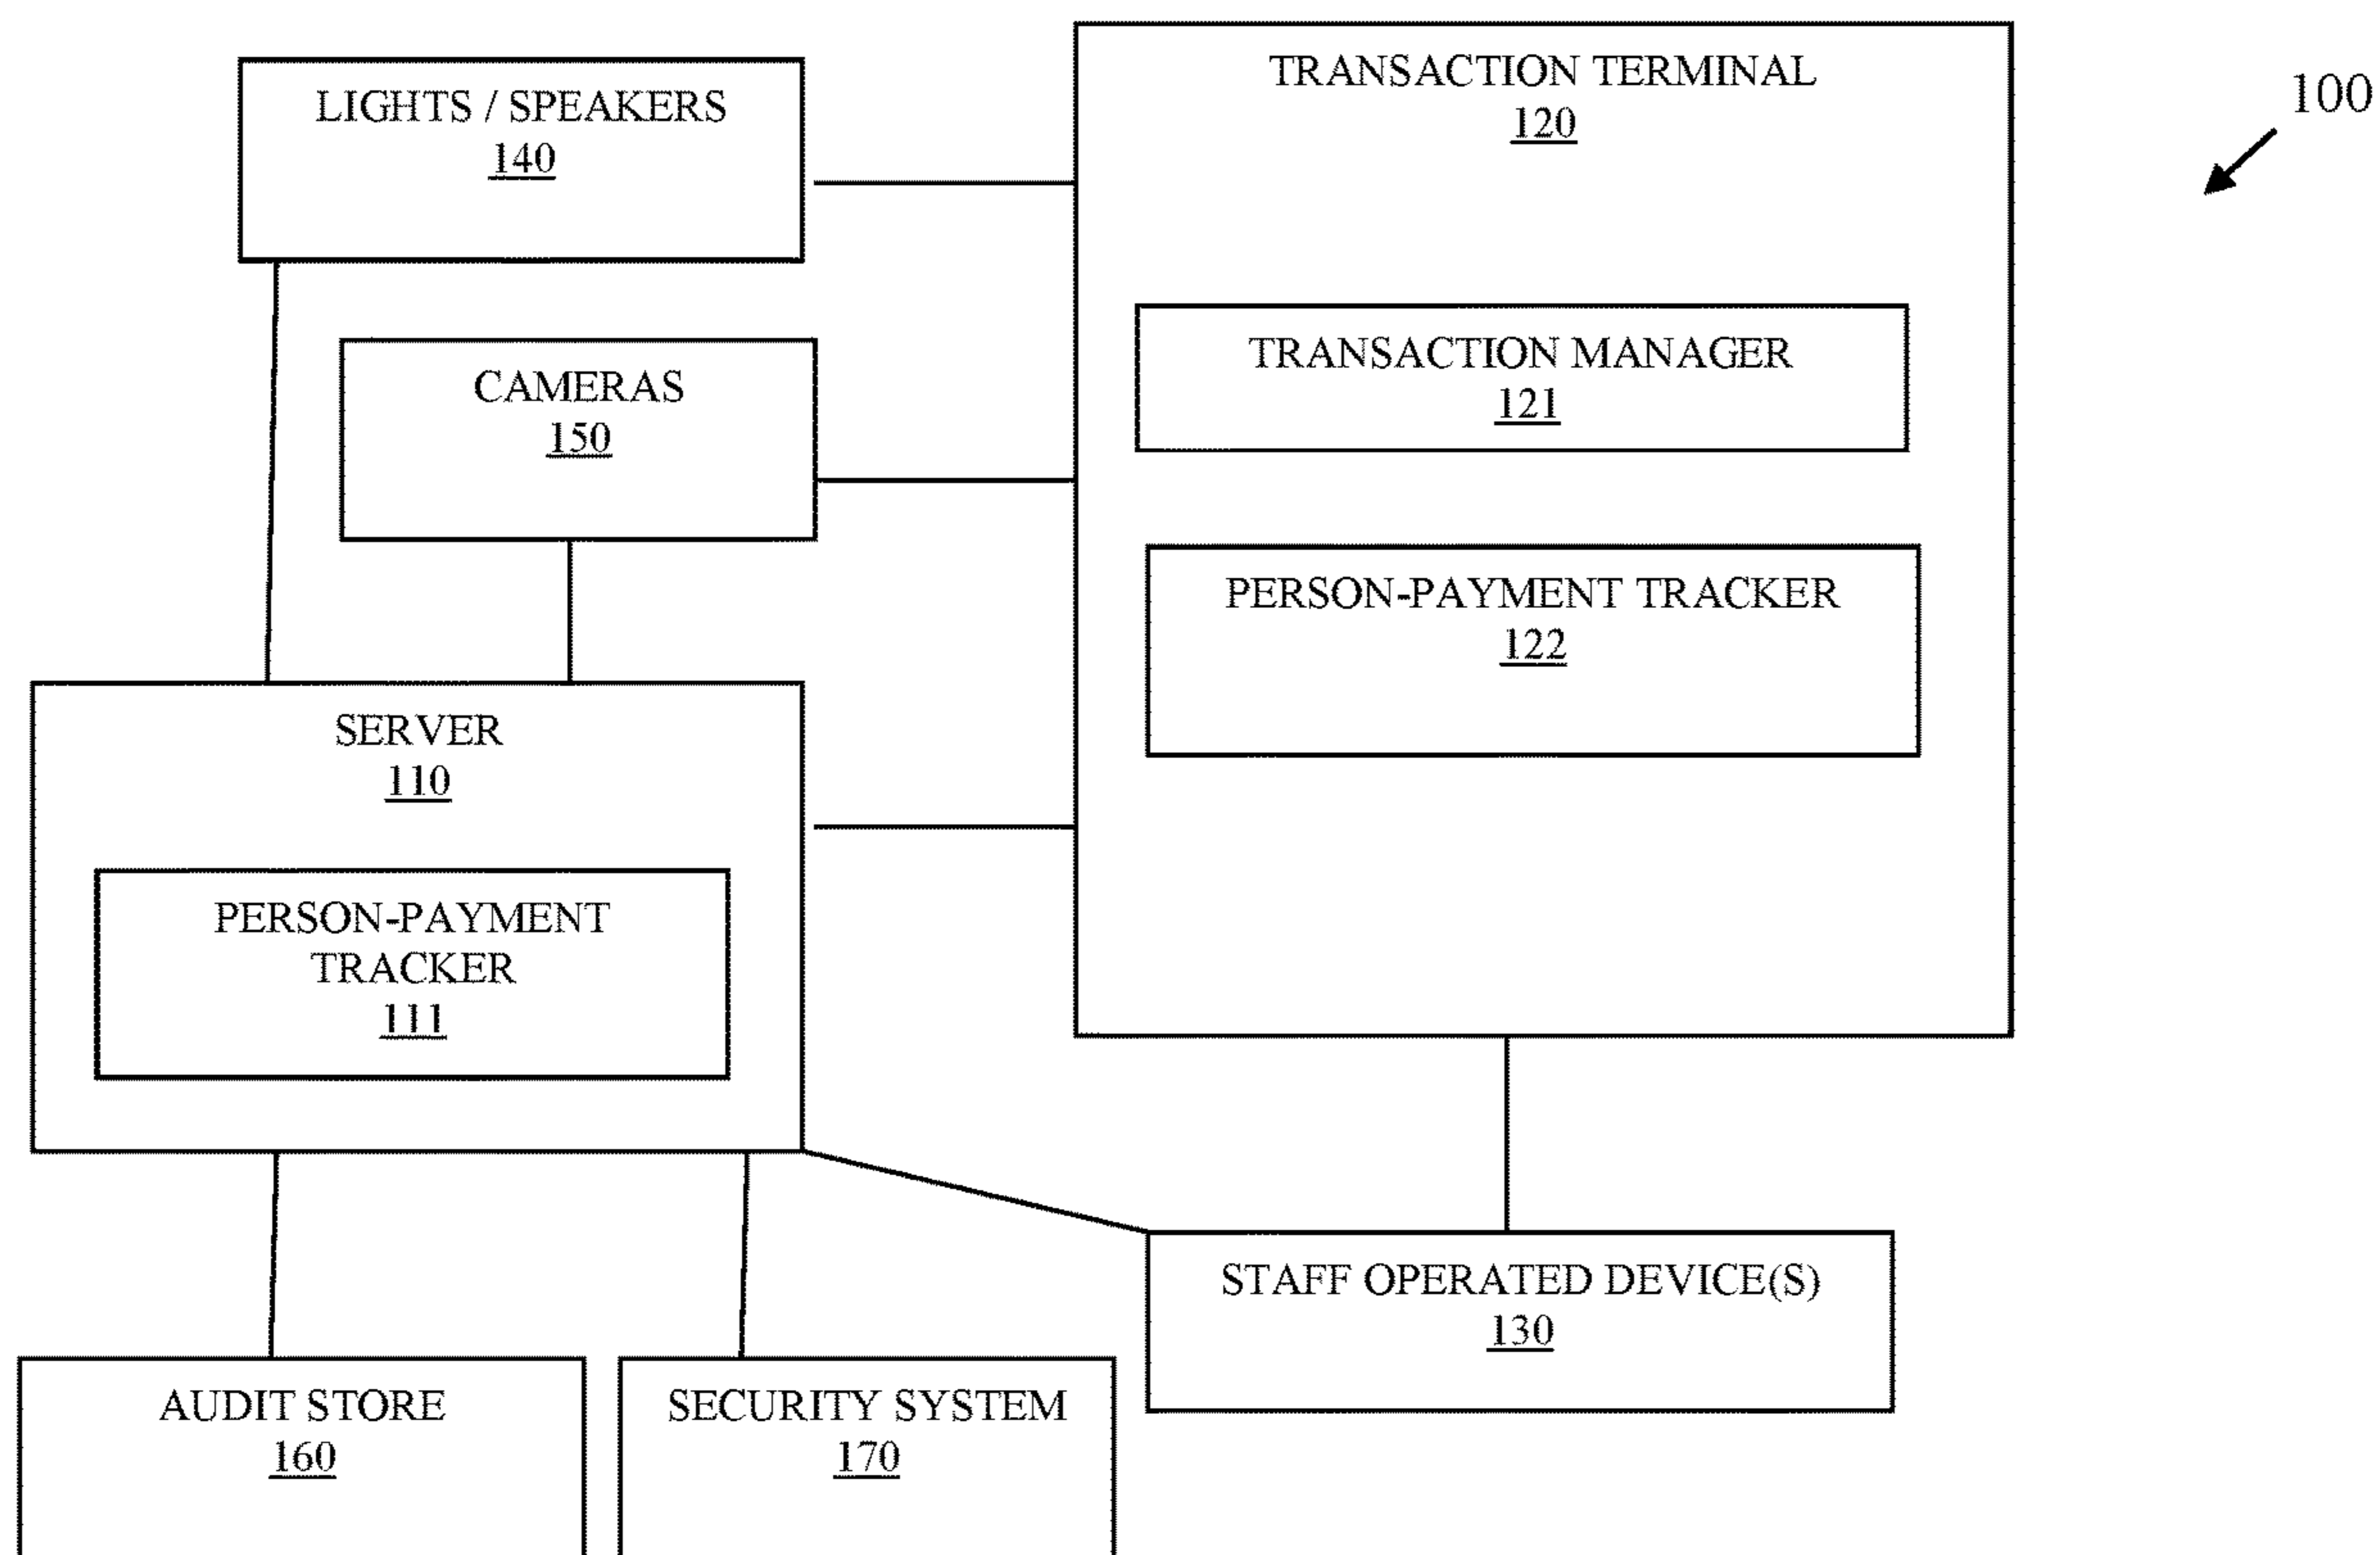 LIGHTS / SPEAKERS
140
TRANSACTION TERMINAL
120
100
TRANSACTION MANAGER
121
CAMERAS
150
PERSON-PAYMENT TRACKER
122
SERVER
110
PERSON-PAYMENT
TRACKER
111
STAFF OPERATED DEVICE(S)
130
AUDIT STORE
160
SECURITY SYSTEM
170